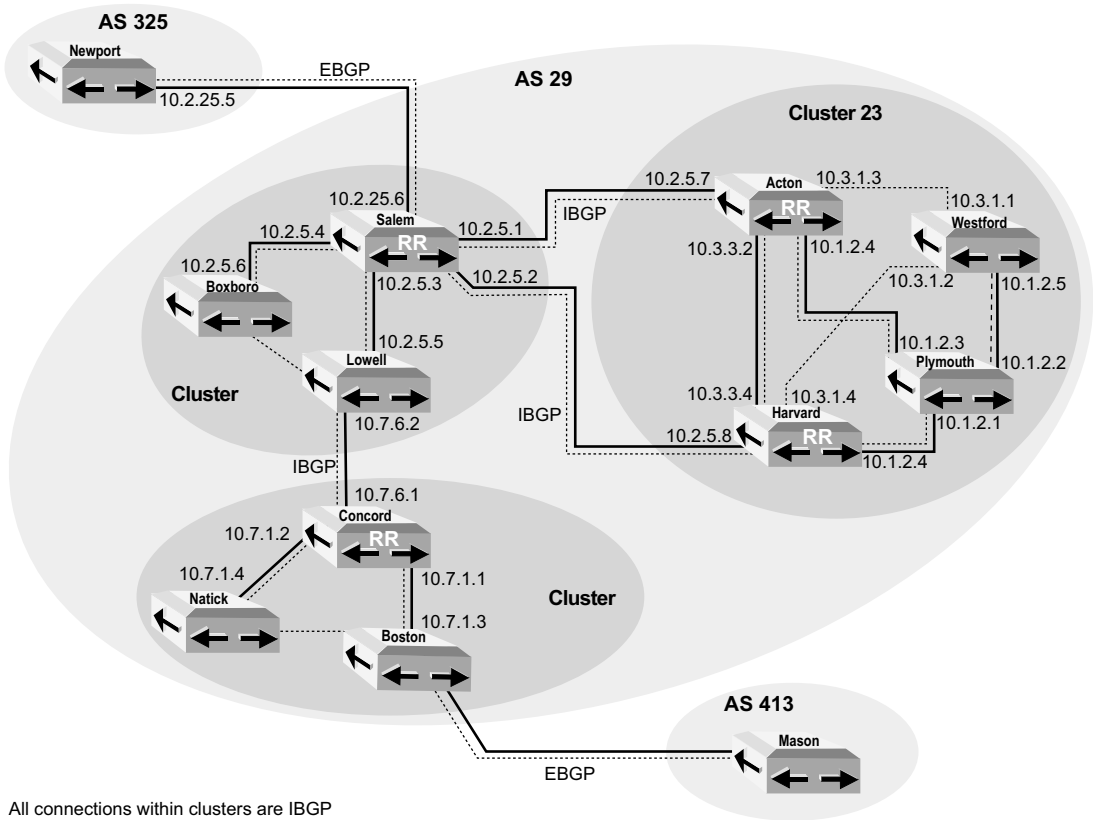 AS 325
Newport
EBGP
10.2.25.5
AS 29
Cluster 23
10.2.5.7
Acton
RR
10.3.1.3
10.3.1.1
Westford
10.2.25.6
Salem
RR
10.2.5.1
IBGP
10.2.5.4
10.3.3.2
10.1.2.4
10.2.5.6
Boxboro
10.2.5.3
10.2.5.2
10.3.1.2
10.1.2.5
10.2.5.5
Lowell
10.1.2.3
Plymouth
10.1.2.2
Cluster
10.7.6.2
IBGP
10.3.3.4
10.3.1.4
Harvard
RR
10.2.5.8
10.1.2.1
10.1.2.4
IBGP
10.7.6.1
Concord
RR
10.7.1.2
10.7.1.4
Natick
10.7.1.1
10.7.1.3
Boston
Cluster
AS 413
Mason
EBGP
All connections within clusters are IBGP